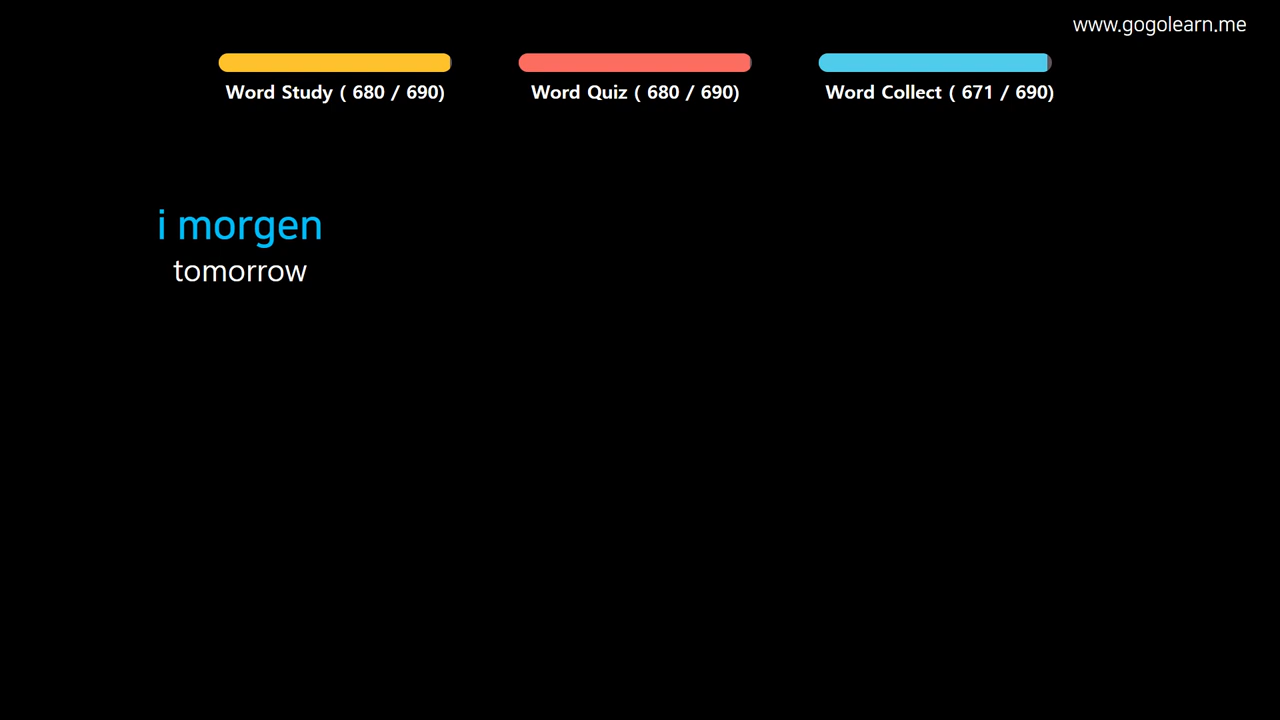 www.gogolearn.me
Word Study ( 680 / 690)
Word Quiz ( 680 / 690)
Word Collect ( 671 / 690)
i morgen
tomorrow